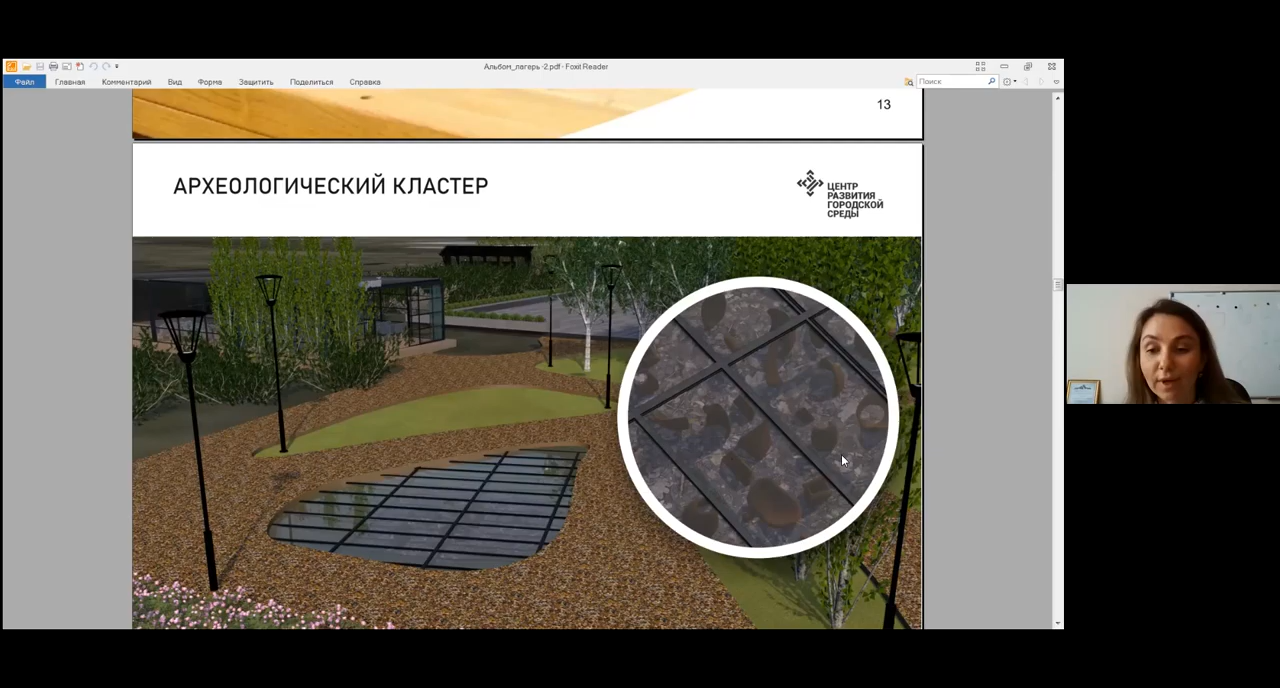 Альбом_лагерь -2.pdf - Foxit Reader
Файл Главная Комментарий Вид Форма Защитить Поделиться Справка
Поиск
13
АРХЕОЛОГИЧЕСКИЙ КЛАСТЕР
ЦЕНТР
РАЗВИТИЯ
ГОРОДСКОЙ
СРЕДЫ